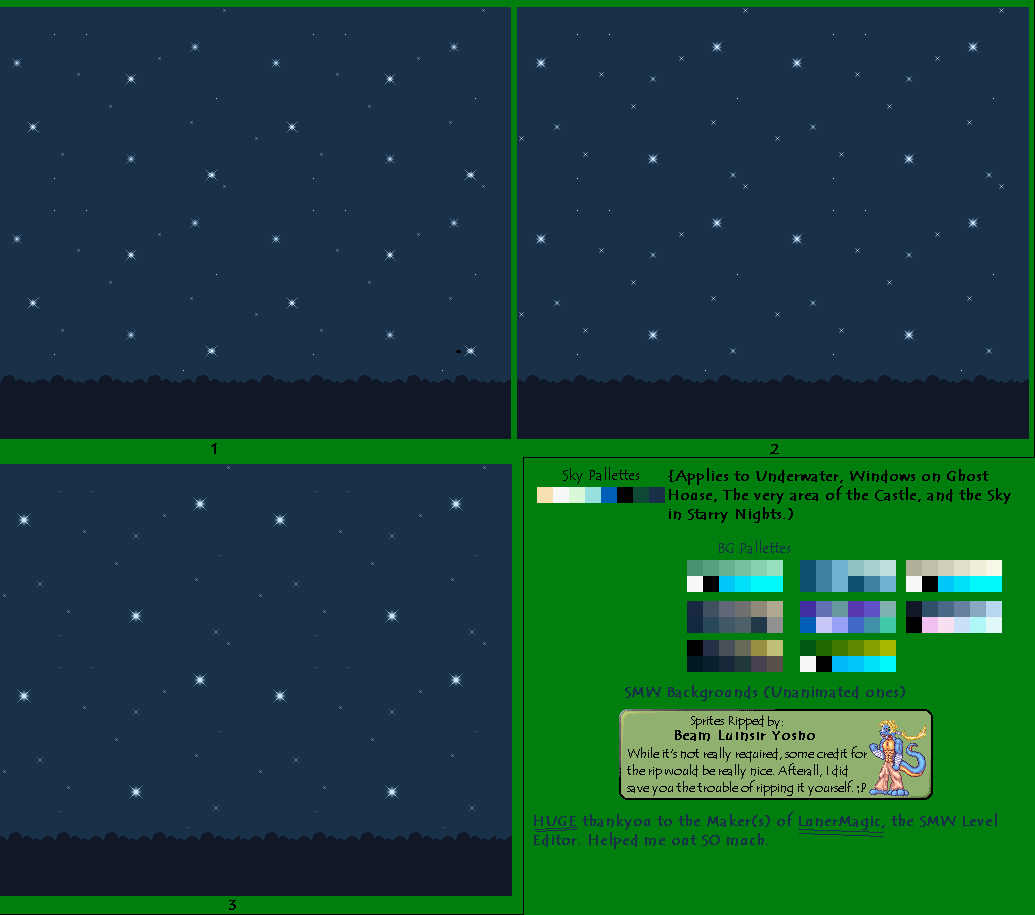 1
2
3
Sky Pallettes
{Applies to Underwater, Windows on Ghost
House, The very area of the Castle, and the Sky
in Starry Nights.)
BG Pallettes
SMW Backgrounds (Unanimated ones)
Sprites Ripped by:
Beam Luinsir Yosho
While it's not really required, some credit for
the rip would be really nice. Afterall, I did
save you the trouble of ripping it yourself. ;P
HUGE thankyou to the Maker(s) of LunerMagic, the SMW Level
Editor. Helped me out SO much.